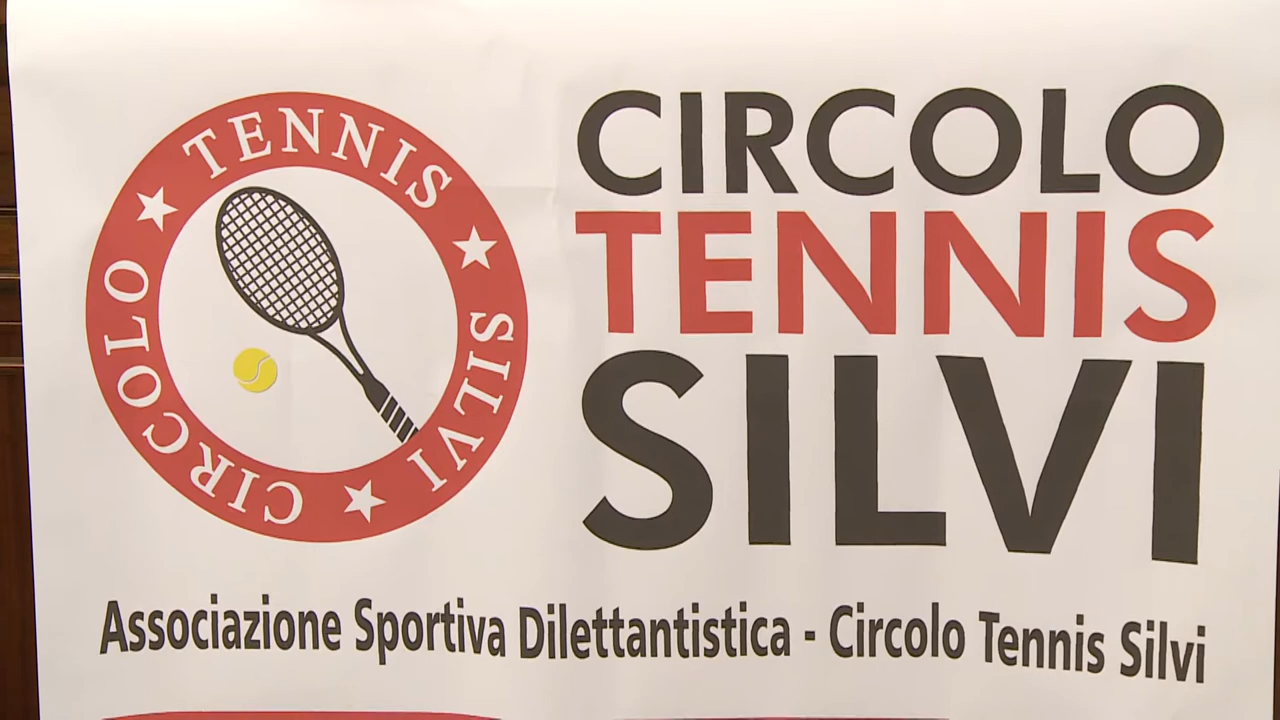 CIRCOLO ★ TENNIS ★ SILVI ★
CIRCOLO
TENNIS
SILVI
Associazione Sportiva Dilettantistica - Circolo Tennis Silvi